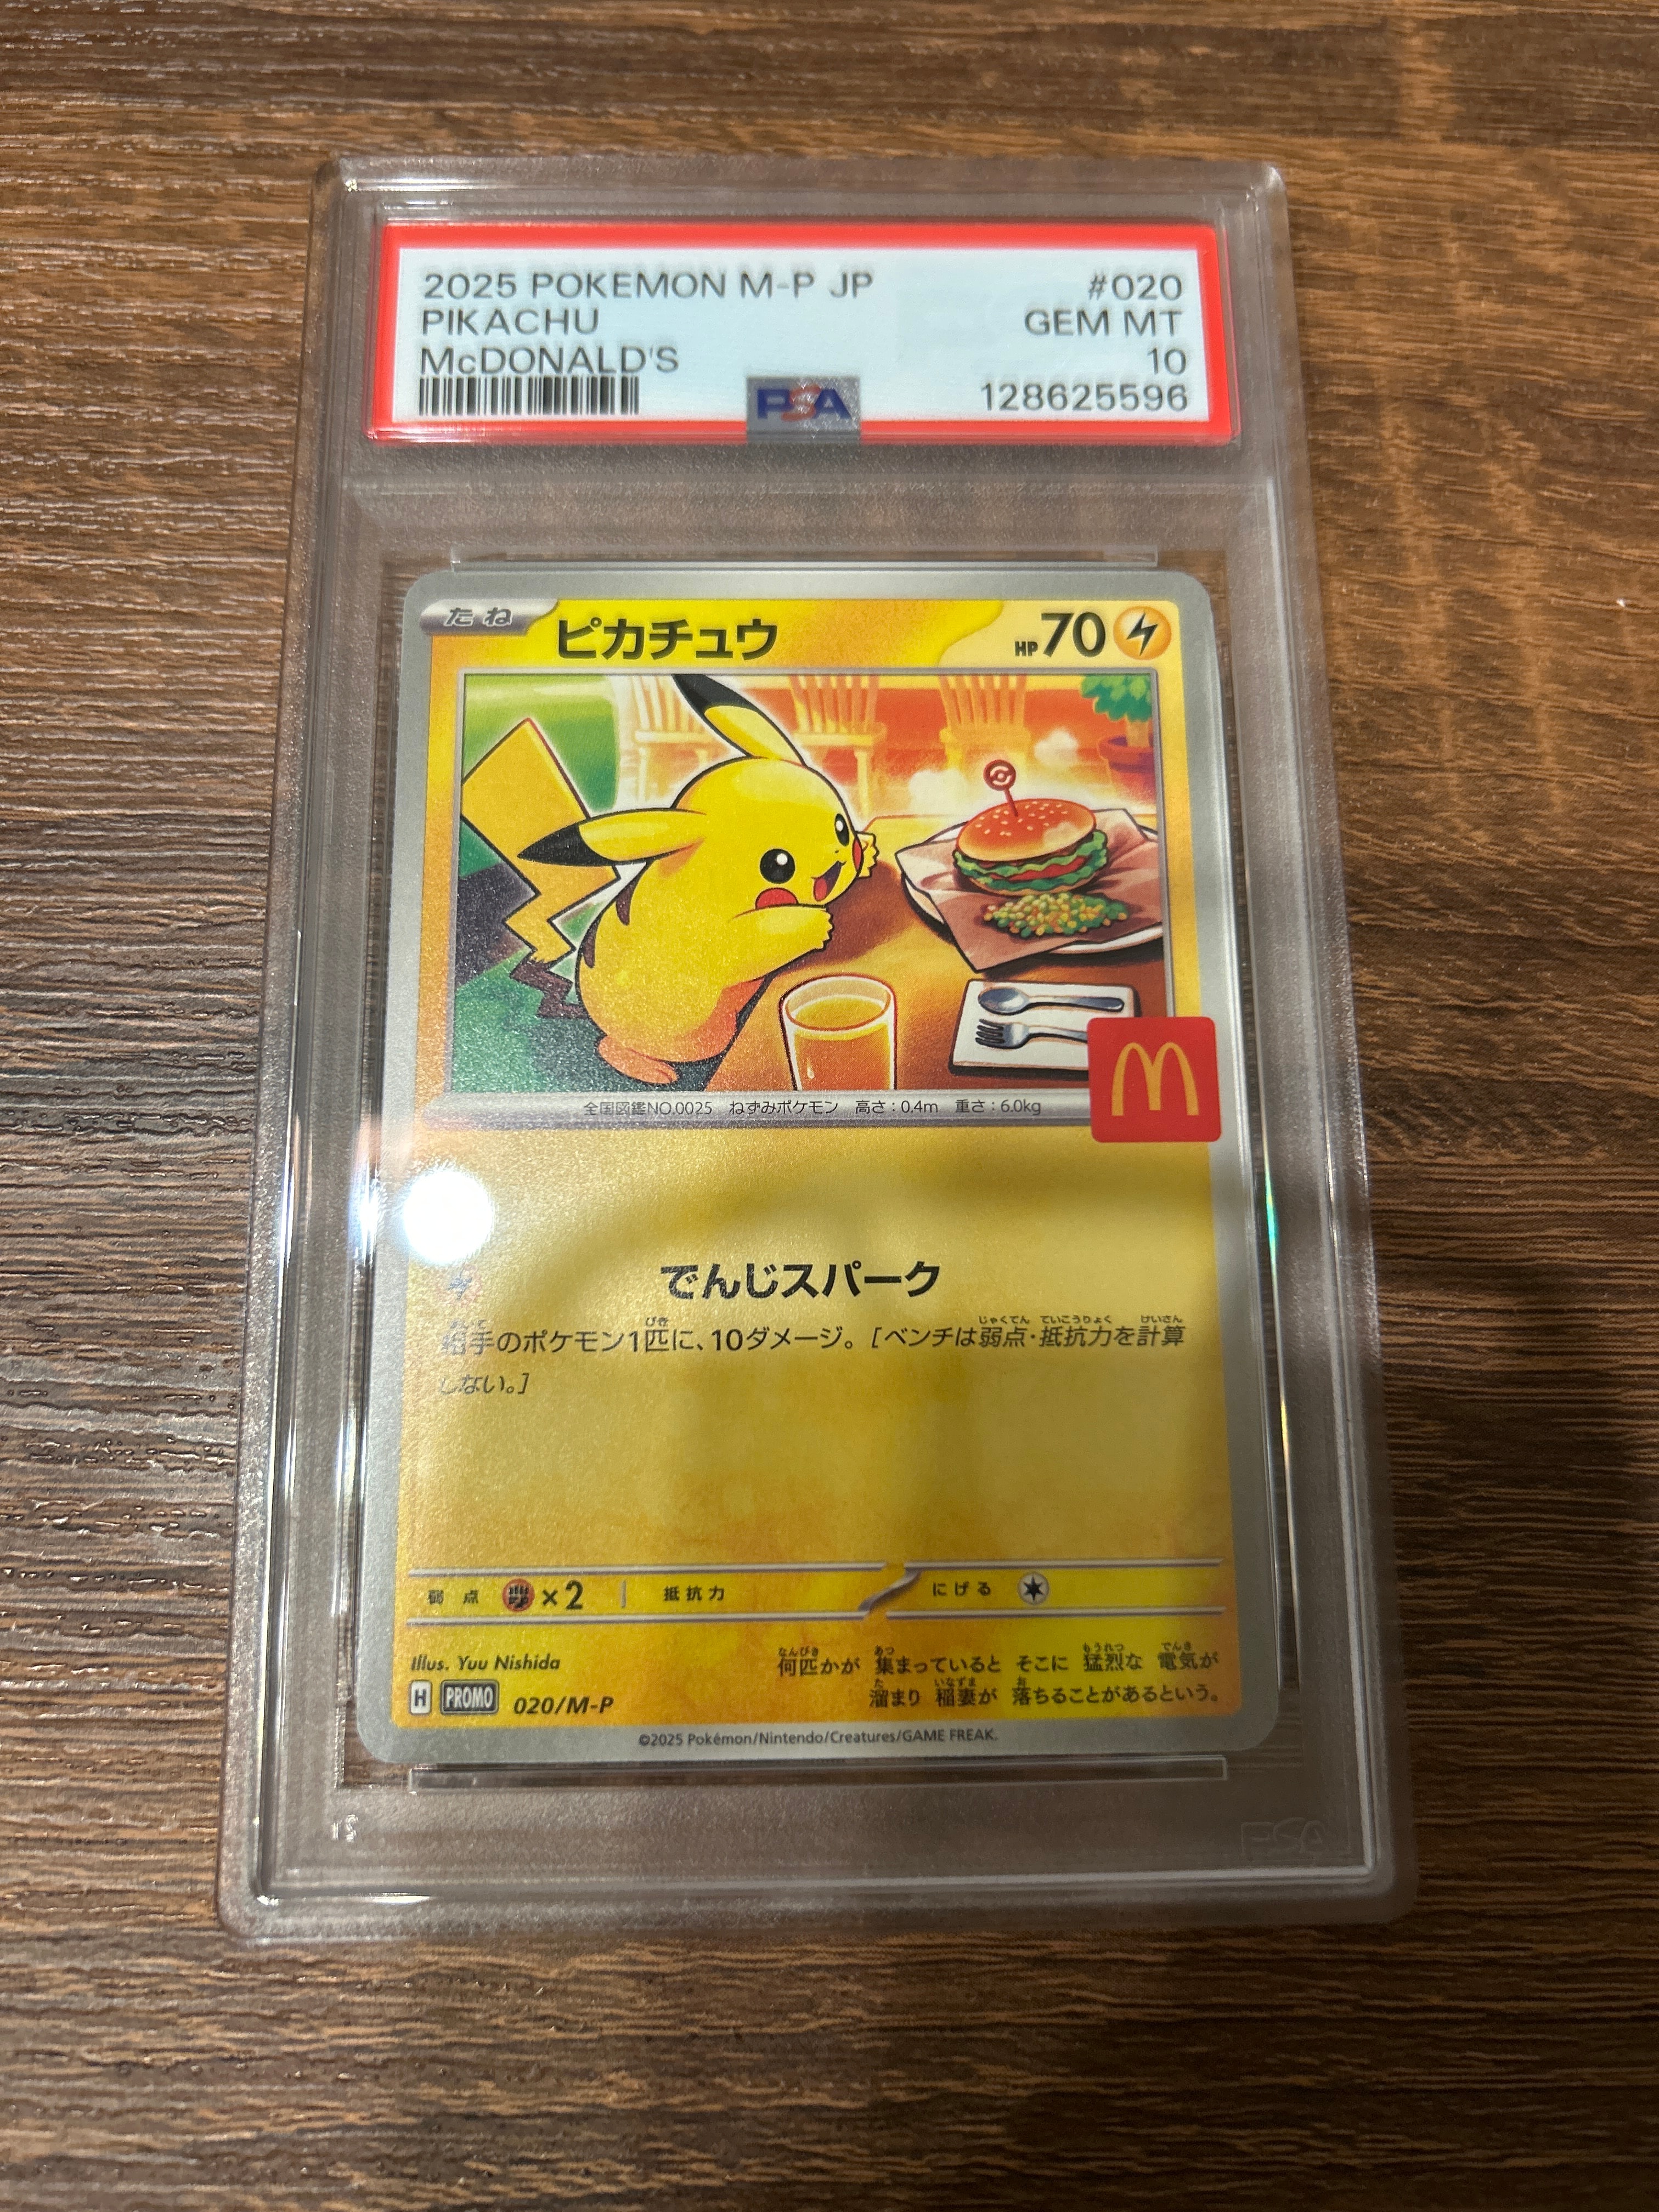 2025 POKEMON M-P JP #020
PIKACHU GEM MT
McDONALD'S 10
PSA 128625596
たね ピカチュウ HP70
M
全国図鑑NO.0025 ねずみポケモン 高さ:0.4m 重さ:6.0kg
でんじスパーク
相手のポケモン1匹に、10ダメージ。[ベンチは弱点・抵抗力を計算
しない。]
弱点 ×2 抵抗力 にげる
Illus. Yuu Nishida
何匹かが 集まっていると そこに 猛烈な 電気が
溜まり 稲妻が 落ちることがあるという。
H PROMO 020/M-P
©2025 Pokémon/Nintendo/Creatures/GAME FREAK.
PSA